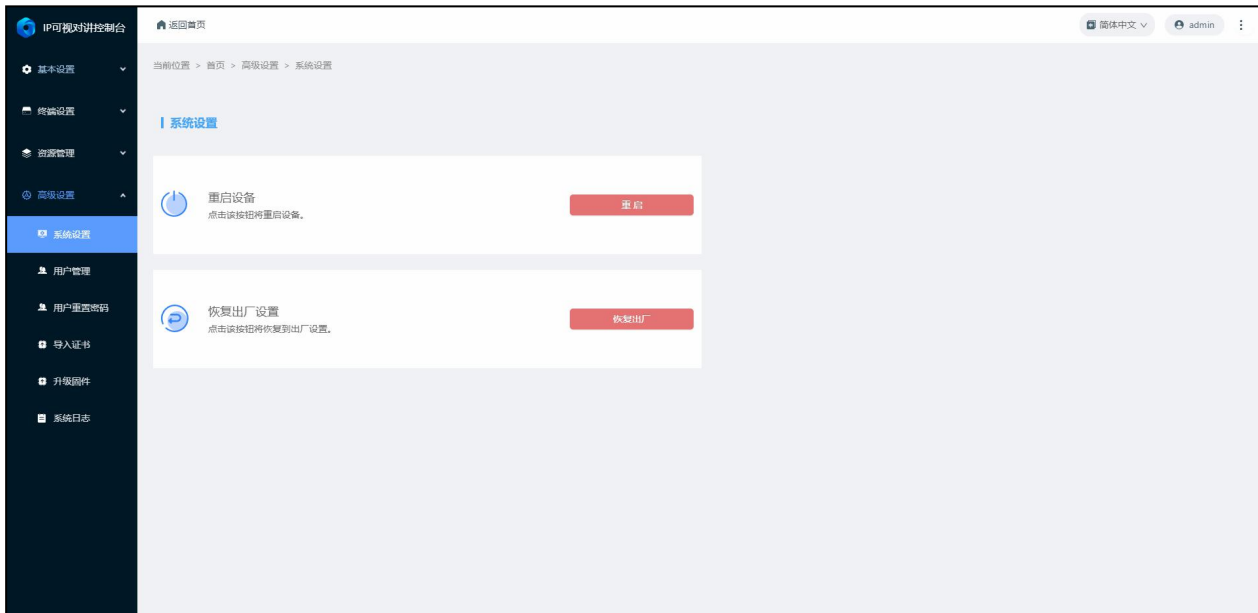 IP可视对讲控制台
返回首页
简体中文
admin
基本设置
当前位置 > 首页 > 高级设置 > 系统设置
终端设置
系统设置
资源管理
高级设置
重启设备
点击该按钮将重启设备。
重启
系统设置
用户管理
用户重置密码
恢复出厂设置
点击该按钮将恢复到出厂设置。
恢复出厂
导入证书
升级固件
系统日志